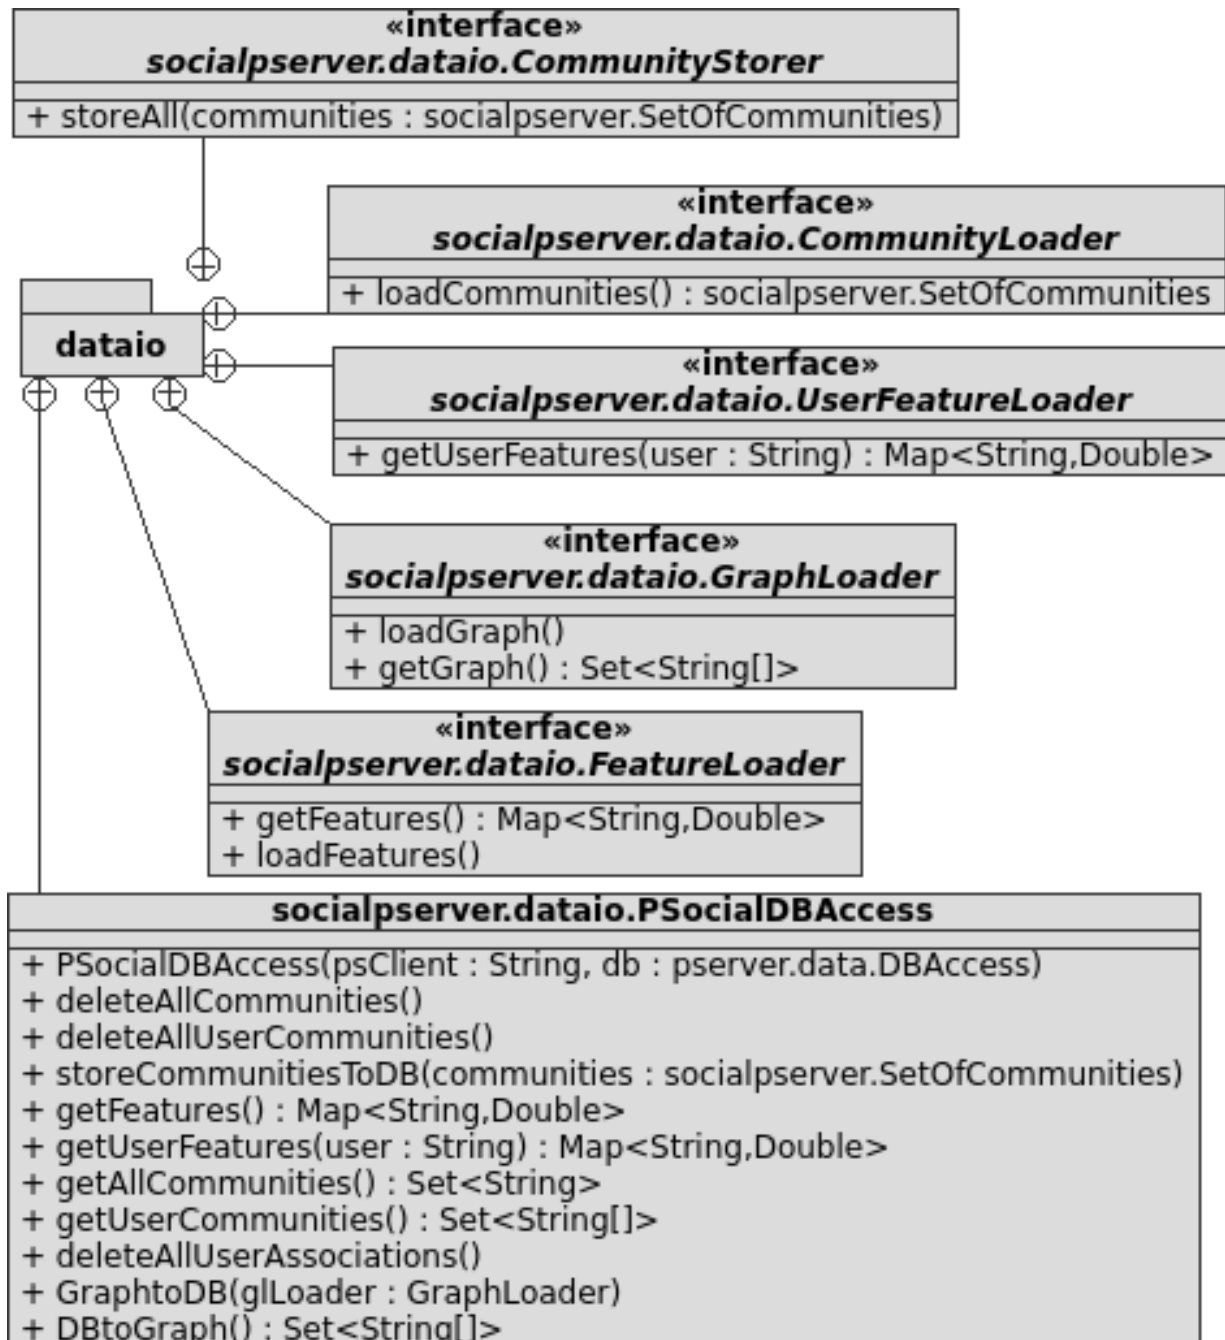 «interface»
socialpserver.dataio.CommunityStorer
+ storeAll(communities : socialpserver.SetOfCommunities)
«interface»
socialpserver.dataio.CommunityLoader
+ loadCommunities() : socialpserver.SetOfCommunities
dataio
«interface»
socialpserver.dataio.UserFeatureLoader
+ getUserFeatures(user : String) : Map<String,Double>
«interface»
socialpserver.dataio.GraphLoader
+ loadGraph()
+ getGraph() : Set<String[]>
«interface»
socialpserver.dataio.FeatureLoader
+ getFeatures() : Map<String,Double>
+ loadFeatures()
socialpserver.dataio.PSocialDBAccess
+ PSocialDBAccess(psClient : String, db : pserver.data.DBAccess)
+ deleteAllCommunities()
+ deleteAllUserCommunities()
+ storeCommunitiesToDB(communities : socialpserver.SetOfCommunities)
+ getFeatures() : Map<String,Double>
+ getUserFeatures(user : String) : Map<String,Double>
+ getAllCommunities() : Set<String>
+ getUserCommunities() : Set<String[]>
+ deleteAllUserAssociations()
+ GraphtoDB(glLoader : GraphLoader)
+ DBtoGraph() : Set<String[]>